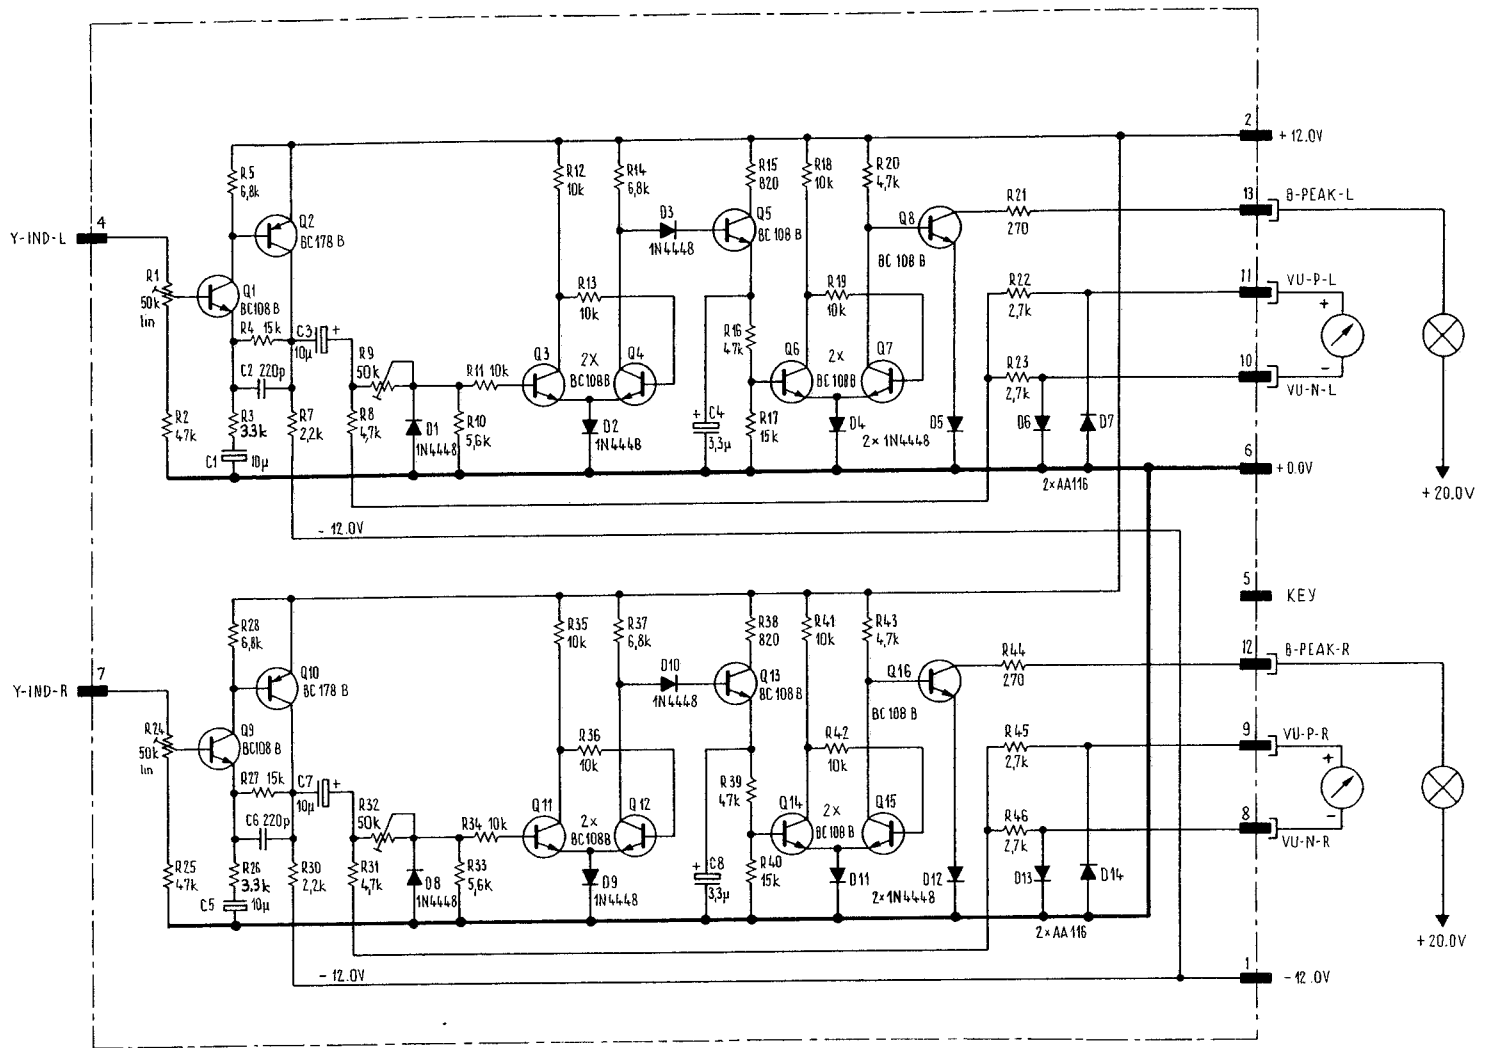 2
+ 12.0V
R5
6,8k
R12
10k
R14
6,8k
R15
820
R18
10k
R20
4,7k
R21
270
13
B-PEAK-L
4
Y-IND-L
Q2
BC178 B
D3
1N4448
Q5
BC 108 B
Q8
BC 108 B
R1
50k
lin
Q1
BC108 B
R4 15k
C3 +
10µ
R13
10k
R19
10k
R22
2,7k
11
VU-P-L
+
R9
50k
C2 220p
R11 10k
Q3
2X
BC108B
Q4
R16
47k
Q6
2x
BC108B
Q7
R23
2,7k
10
-
VU-N-L
R2
47k
R3
3.3k
C1
10µ
R7
2,2k
R8
4,7k
D1
1N4448
R10
5,6k
D2
1N4448
+
C4
3,3µ
R17
15k
D4
D5
2x 1N4448
D6
D7
2xAA116
6
+0.0V
+ 20.0V
- 12.0V
5
KEY
R28
6,8k
R35
10k
R37
6,8k
R38
820
R41
10k
R43
4,7k
R44
270
12
B-PEAK-R
7
Y-IND-R
Q10
BC178 B
D10
1N4448
Q13
BC108 B
Q16
BC 108 B
R24
50k
lin
Q9
BC108 B
R27 15k
C7 +
10µ
R36
10k
R42
10k
R45
2,7k
9
VU-P-R
+
R32
50k
C6 220p
R34 10k
Q11
2x
BC108B
Q12
R39
47k
Q14
2x
BC 108 B
Q15
R46
2,7k
8
-
VU-N-R
R25
47k
R26
3,3k
C5
10µ
R30
2,2k
R31
4,7k
D8
1N4448
R33
5,6k
D9
1N4448
+
C8
3,3µ
R40
15k
D11
D12
2x1N4448
D13
D14
2xAA116
+ 20.0V
- 12.0V
1
- 12.0V